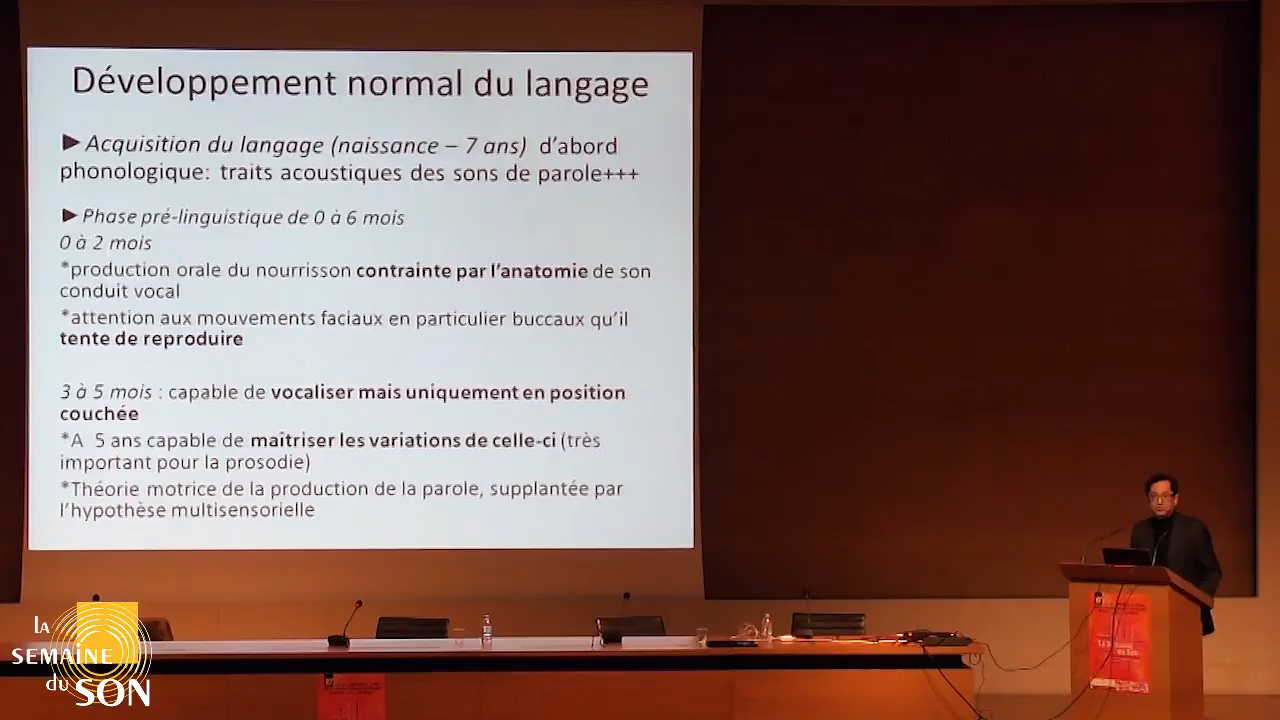 Développement normal du langage
►Acquisition du langage (naissance – 7 ans) d'abord
phonologique: traits acoustiques des sons de parole+++
►Phase pré-linguistique de 0 à 6 mois
0 à 2 mois
*production orale du nourrisson contrainte par l'anatomie de son
conduit vocal
*attention aux mouvements faciaux en particulier buccaux qu'il
tente de reproduire
3 à 5 mois : capable de vocaliser mais uniquement en position
couchée
*A 5 ans capable de maîtriser les variations de celle-ci (très
important pour la prosodie)
*Théorie motrice de la production de la parole, supplantée par
l'hypothèse multisensorielle
LA
SEMAINE
du
SON